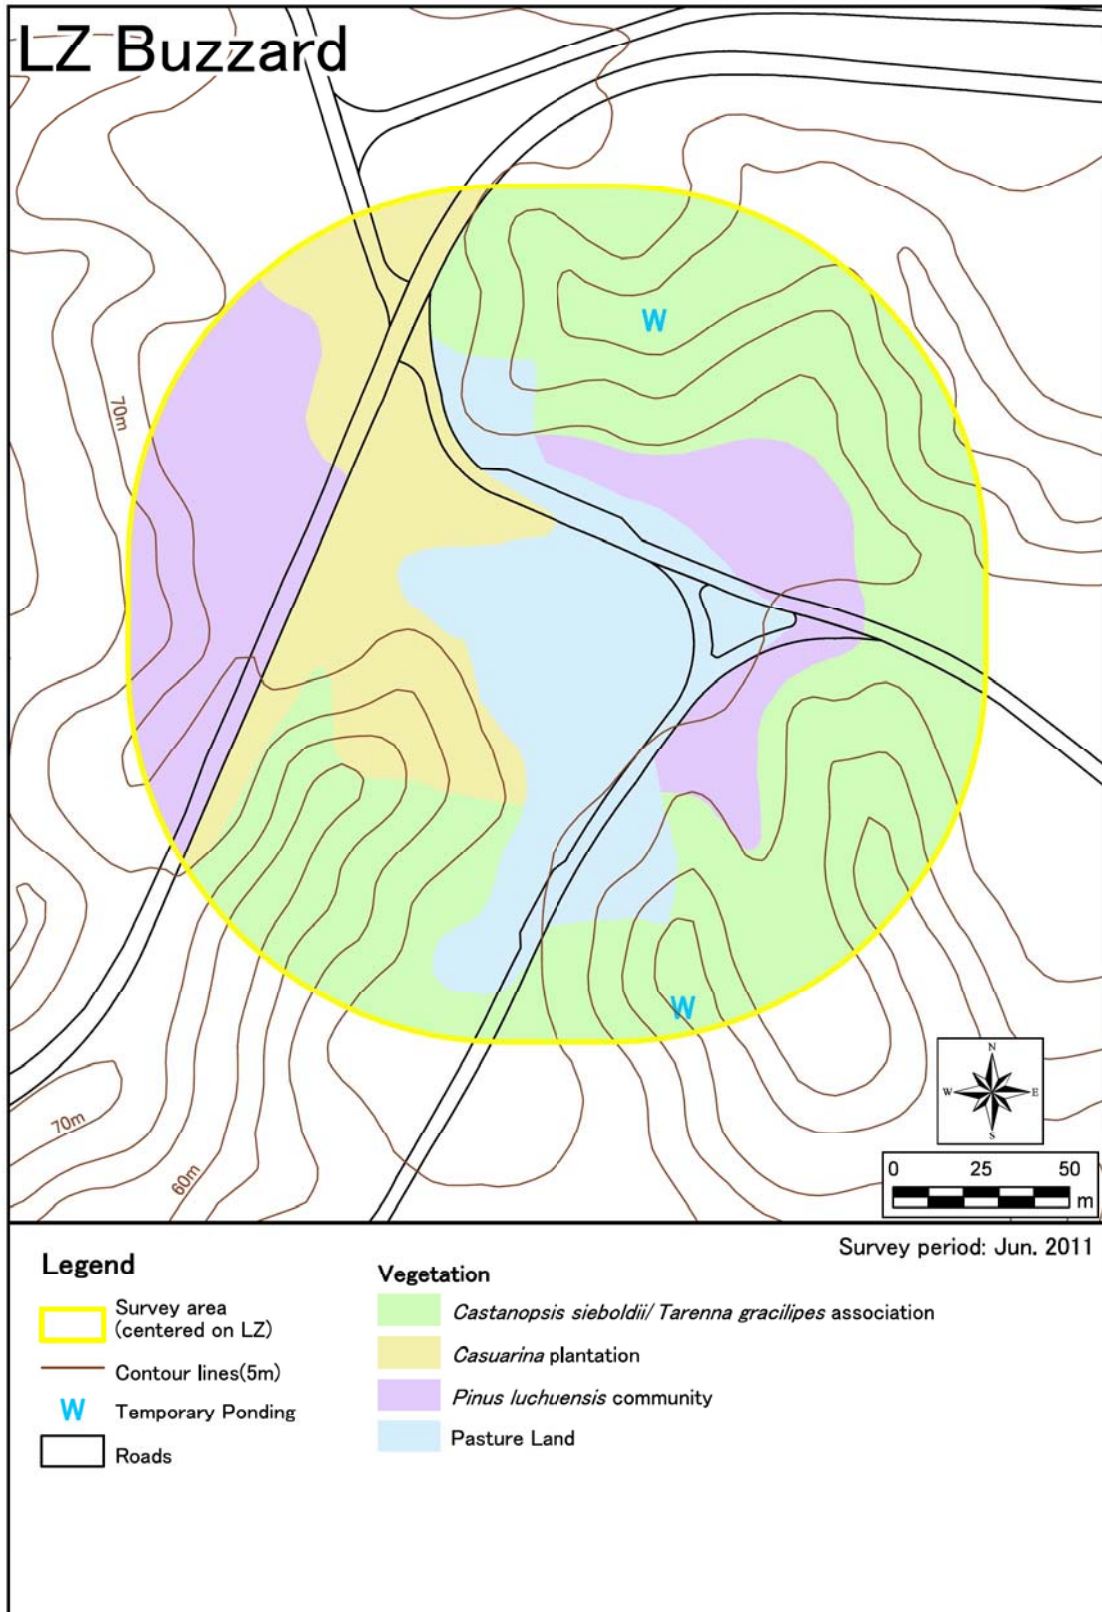 LZ Buzzard
W
70m
W
N
W E
S
70m
60m
0 25 50
m
Survey period: Jun. 2011
Legend
Survey area
(centered on LZ)
Contour lines(5m)
W Temporary Ponding
Roads
Vegetation
Castanopsis sieboldii/ Tarenna gracilipes association
Casuarina plantation
Pinus luchuensis community
Pasture Land